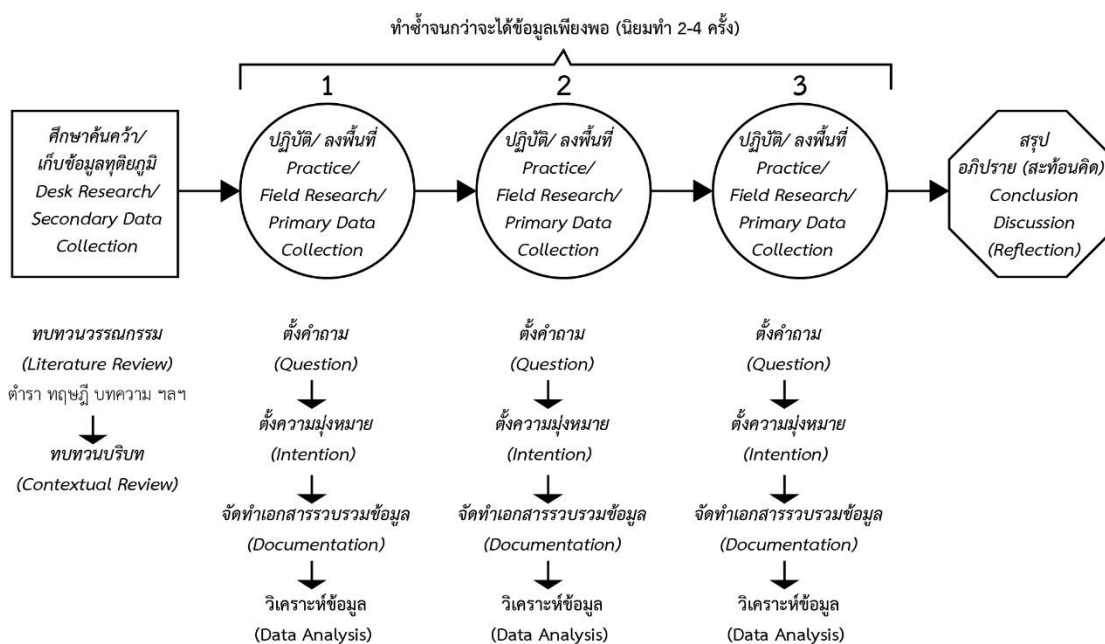 ทำซ้ำจนกว่าจะได้ข้อมูลเพียงพอ (นิยมทำ 2-4 ครั้ง)
ศึกษาค้นคว้า/
เก็บข้อมูลทุติยภูมิ
Desk Research/
Secondary Data
Collection
1
ปฏิบัติ/ ลงพื้นที่
Practice/
Field Research/
Primary Data
Collection
2
ปฏิบัติ/ ลงพื้นที่
Practice/
Field Research/
Primary Data
Collection
3
ปฏิบัติ/ ลงพื้นที่
Practice/
Field Research/
Primary Data
Collection
สรุป
อภิปราย (สะท้อนคิด)
Conclusion
Discussion
(Reflection)
ทบทวนวรรณกรรม
(Literature Review)
ตำรา ทฤษฎี บทความ ฯลฯ
ทบทวนบริบท
(Contextual Review)
ตั้งคำถาม
(Question)
ตั้งความมุ่งหมาย
(Intention)
จัดทำเอกสารรวบรวมข้อมูล
(Documentation)
วิเคราะห์ข้อมูล
(Data Analysis)
ตั้งคำถาม
(Question)
ตั้งความมุ่งหมาย
(Intention)
จัดทำเอกสารรวบรวมข้อมูล
(Documentation)
วิเคราะห์ข้อมูล
(Data Analysis)
ตั้งคำถาม
(Question)
ตั้งความมุ่งหมาย
(Intention)
จัดทำเอกสารรวบรวมข้อมูล
(Documentation)
วิเคราะห์ข้อมูล
(Data Analysis)